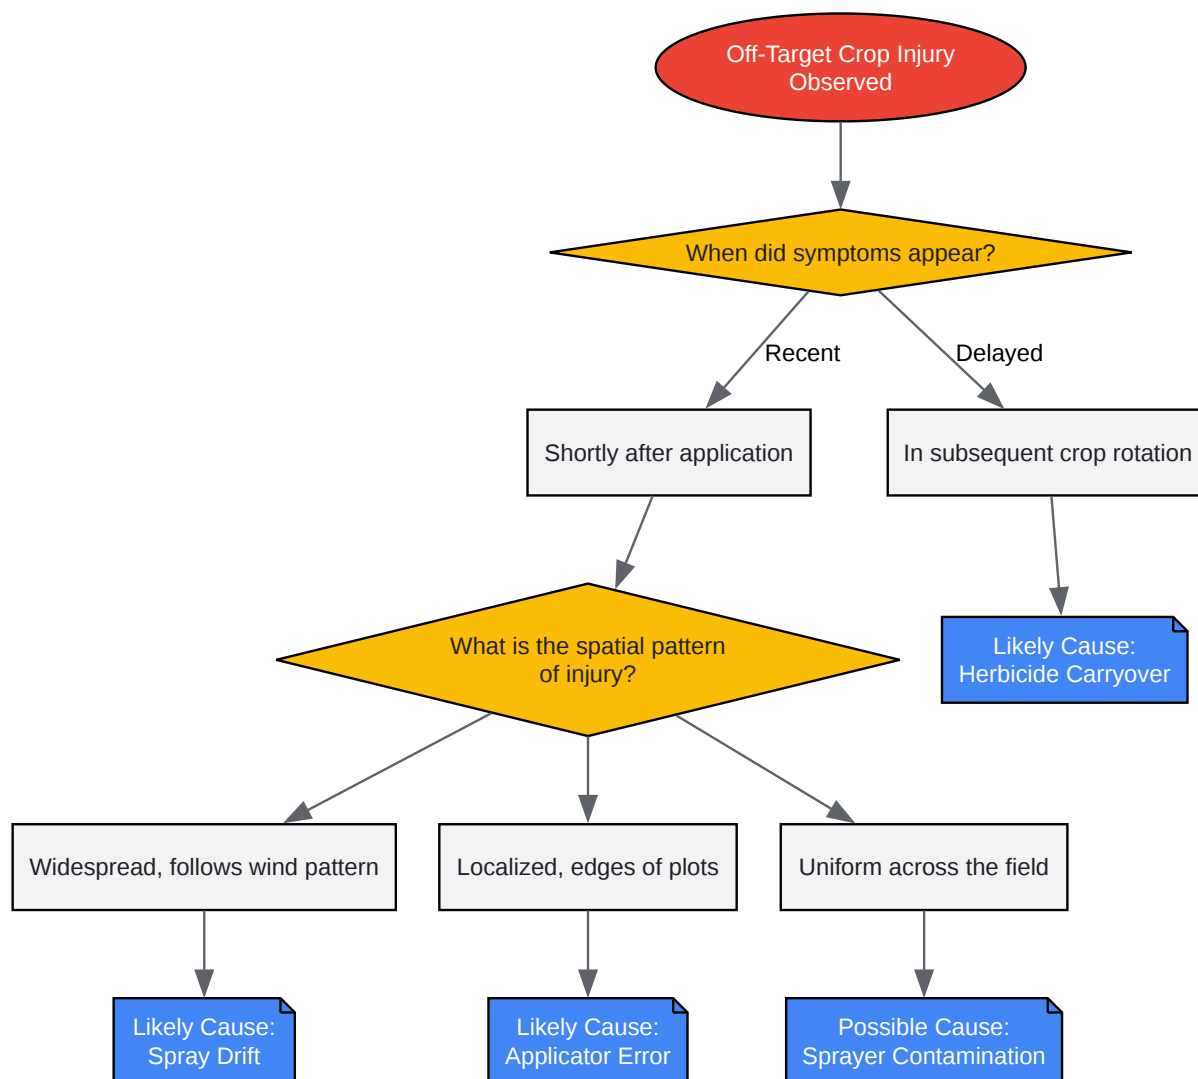 Off-Target Crop Injury
Observed
When did symptoms appear?
Recent
Delayed
Shortly after application
In subsequent crop rotation
What is the spatial pattern
of injury?
Likely Cause:
Herbicide Carryover
Widespread, follows wind pattern
Localized, edges of plots
Uniform across the field
Likely Cause:
Spray Drift
Likely Cause:
Applicator Error
Possible Cause:
Sprayer Contamination